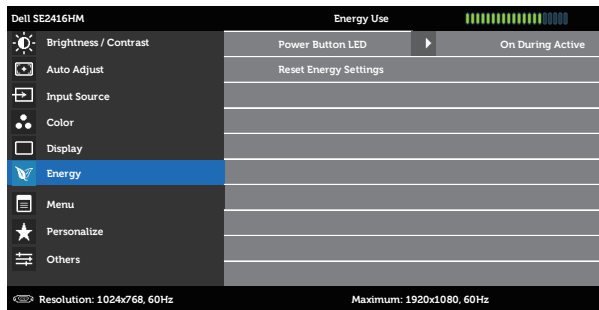 Dell SE2416HM Energy Use
Brightness / Contrast Power Button LED On During Active
Auto Adjust Reset Energy Settings
Input Source
Color
Display
Energy
Menu
Personalize
Others
Resolution: 1024x768, 60Hz Maximum: 1920x1080, 60Hz